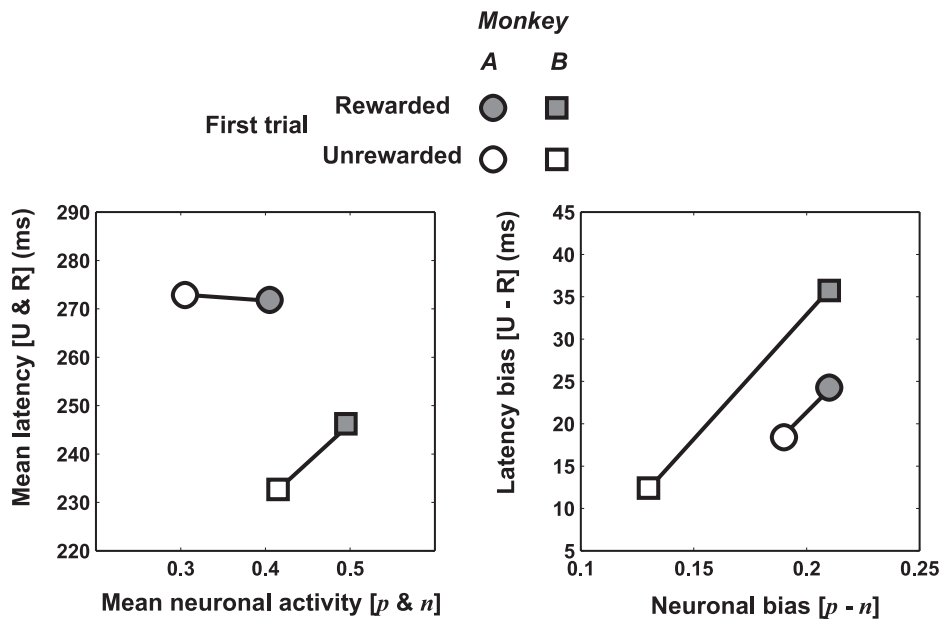 Monkey
A B
First trial
Rewarded
Unrewarded
Mean latency [U & R] (ms)
290
280
270
260
250
240
230
220
0.3 0.4 0.5
Mean neuronal activity [p & n]
Latency bias [U - R] (ms)
45
40
35
30
25
20
15
10
5
0.1 0.15 0.2 0.25
Neuronal bias [p - n]